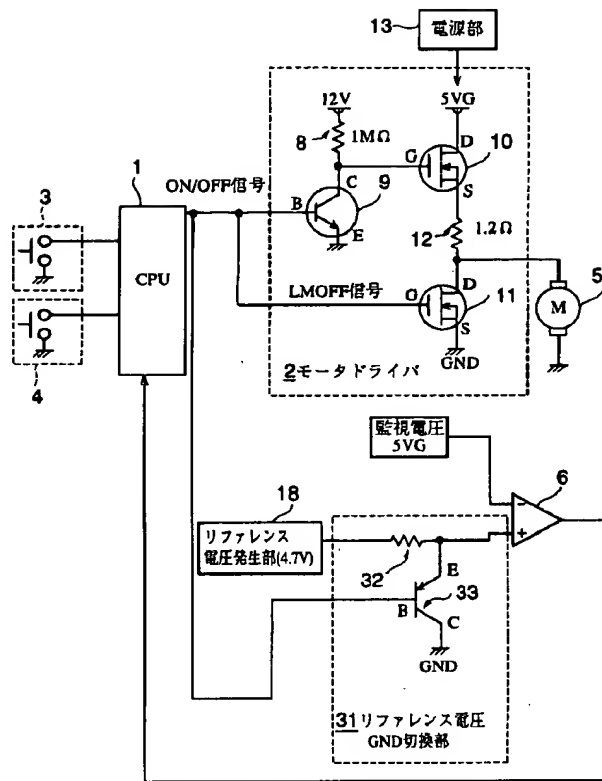 13
電源部
12V
5VG
8
1MΩ
D
G
10
S
1
ON/OFF信号
C
B
9
E
12
1.2Ω
3
CPU
LMOFF信号
D
G
11
S
GND
5
M
4
2モータドライバ
監視電圧
5VG
6
-
+
18
リファレンス
電圧発生部(4.7V)
32
E
B
33
C
GND
31リファレンス電圧
GND切換部